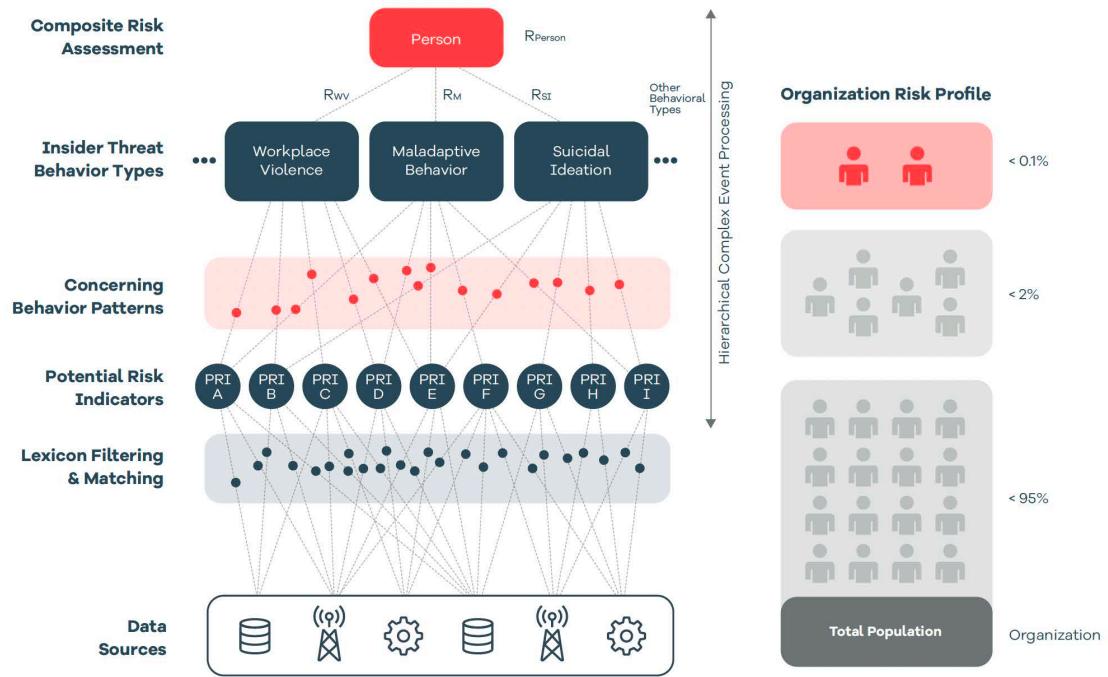 Composite Risk
Assessment
Person
RPerson
RWV
RM
RSI
Other
Behavioral
Types
Insider Threat
Behavior Types
Workplace
Violence
Maladaptive
Behavior
Suicidal
Ideation
Concerning
Behavior Patterns
Potential Risk
Indicators
PRI
A
PRI
B
PRI
C
PRI
D
PRI
E
PRI
F
PRI
G
PRI
H
PRI
I
Lexicon Filtering
& Matching
Data
Sources
Hierarchical Complex Event Processing
Organization Risk Profile
< 0.1%
< 2%
< 95%
Total Population
Organization